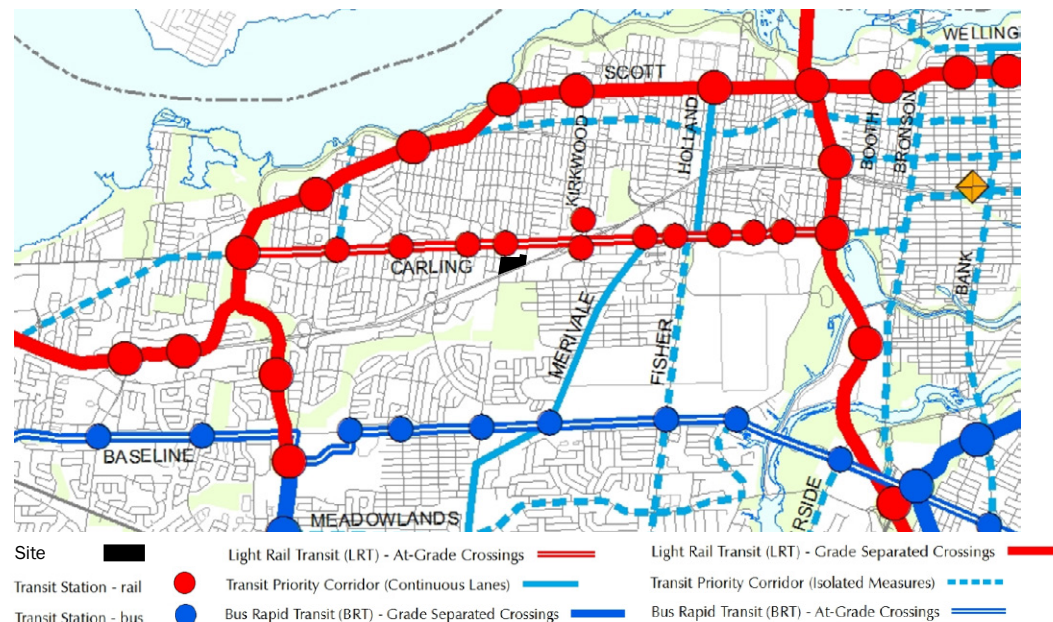 WELLING
SCOTT
KIRKWOOD
HOLLAND
BOOTH
BRONSON
CARLING
BANK
MERIVALE
FISHER
BASELINE
RSIDE
MEADOWLANDS
Site
Light Rail Transit (LRT) - At-Grade Crossings
Light Rail Transit (LRT) - Grade Separated Crossings
Transit Station - rail
Transit Priority Corridor (Continuous Lanes)
Transit Priority Corridor (Isolated Measures)
Transit Station - bus
Bus Rapid Transit (BRT) - Grade Separated Crossings
Bus Rapid Transit (BRT) - At-Grade Crossings